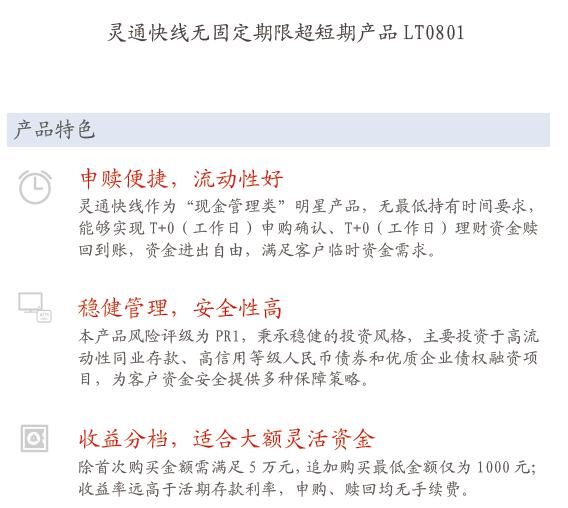 灵通快线无固定期限超短期产品 LT0801
产品特色
申赎便捷，流动性好
灵通快线作为“现金管理类”明星产品，无最低持有时间要求，
能够实现 T+0（工作日）申购确认、T+0（工作日）理财资金赎
回到账，资金进出自由，满足客户临时资金需求。
稳健管理，安全性高
本产品风险评级为 PR1，秉承稳健的投资风格，主要投资于高流
动性同业存款、高信用等级人民币债券和优质企业债权融资项
目，为客户资金安全提供多种保障策略。
收益分档，适合大额灵活资金
除首次购买金额需满足 5 万元，追加购买最低金额仅为 1000 元；
收益率远高于活期存款利率，申购、赎回均无手续费。